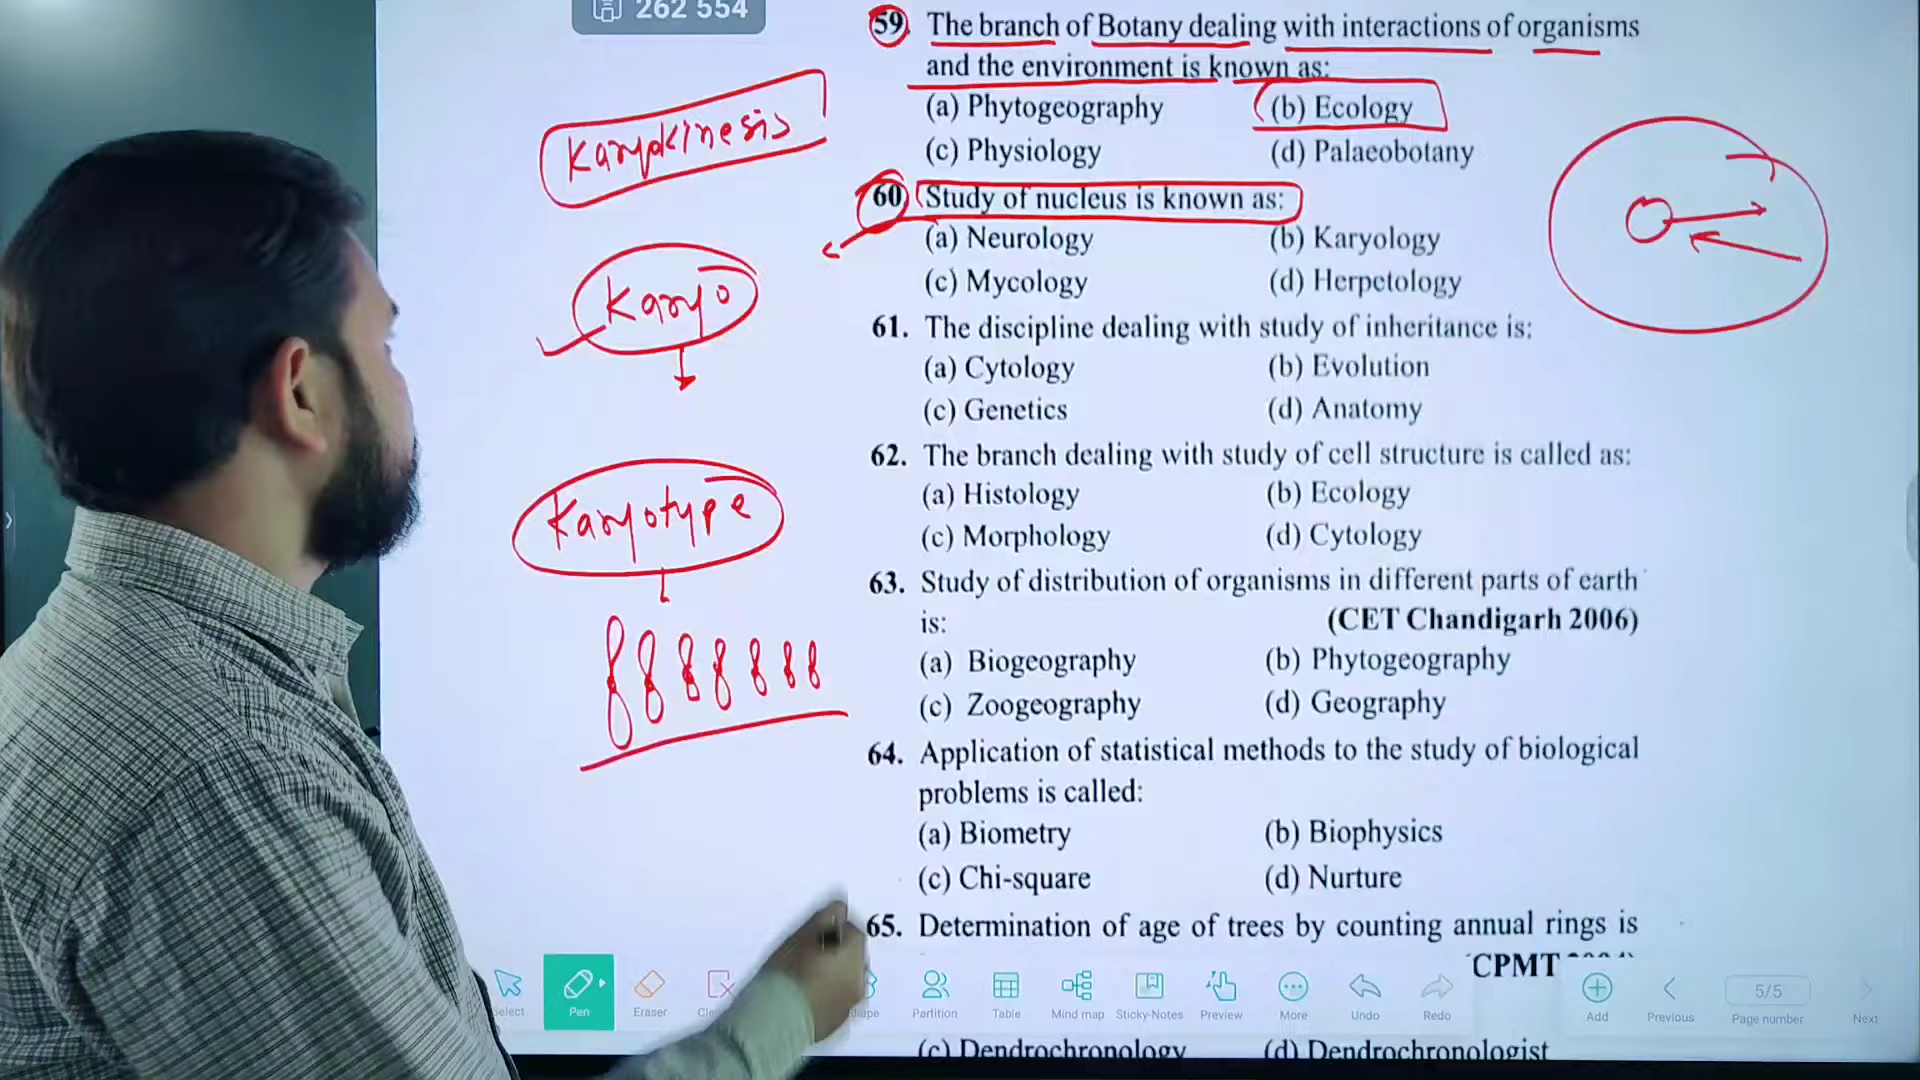 262 554
59. The branch of Botany dealing with interactions of organisms
and the environment is known as:
(a) Phytogeography (b) Ecology
(c) Physiology (d) Palaeobotany
60 Study of nucleus is known as:
(a) Neurology (b) Karyology
(c) Mycology (d) Herpetology
61. The discipline dealing with study of inheritance is:
(a) Cytology (b) Evolution
(c) Genetics (d) Anatomy
62. The branch dealing with study of cell structure is called as:
(a) Histology (b) Ecology
(c) Morphology (d) Cytology
63. Study of distribution of organisms in different parts of earth
is: (CET Chandigarh 2006)
(a) Biogeography (b) Phytogeography
(c) Zoogeography (d) Geography
64. Application of statistical methods to the study of biological
problems is called:
(a) Biometry (b) Biophysics
(c) Chi-square (d) Nurture
65. Determination of age of trees by counting annual rings is
CPMT
(c) Dendrochronology (d) Dendrochronologist
Karyokinesis
Karyo
Karyotype
Pen Eraser Partition Table Mind map Sticky-Notes Preview More Undo Redo Add Previous Page number Next
5/5